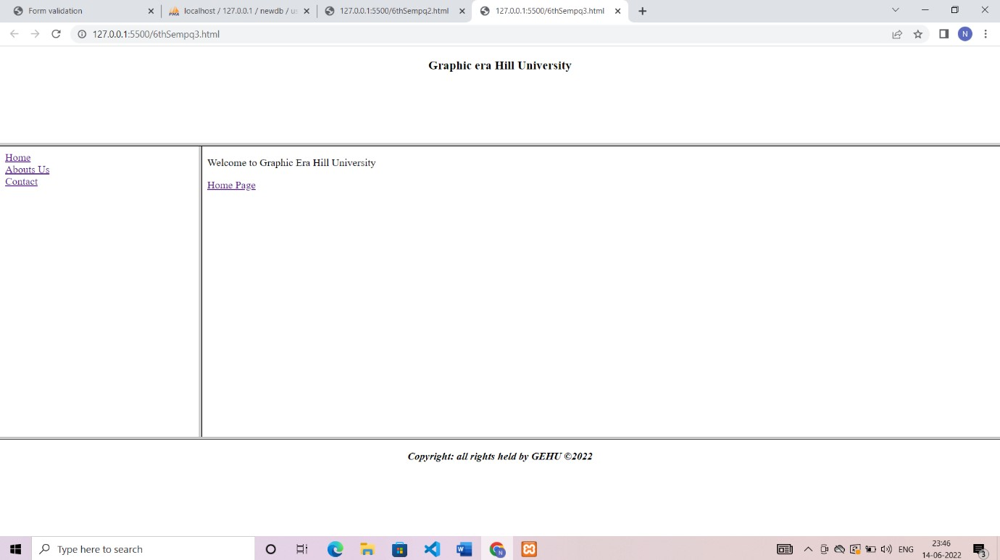 Form validation
localhost / 127.0.0.1 / newdb / us
127.0.0.1:5500/6thSempq2.html
127.0.0.1:5500/6thSempq3.html
127.0.0.1:5500/6thSempq3.html
N
Graphic era Hill University
Home
Abouts Us
Contact
Welcome to Graphic Era Hill University
Home Page
Copyright: all rights held by GEHU ©2022
Type here to search
N
ENG
23:46
14-06-2022
3